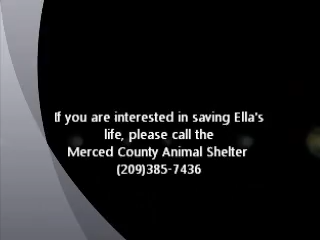 If you are interested in saving Ella's
life, please call the
Merced County Animal Shelter
(209)385-7436